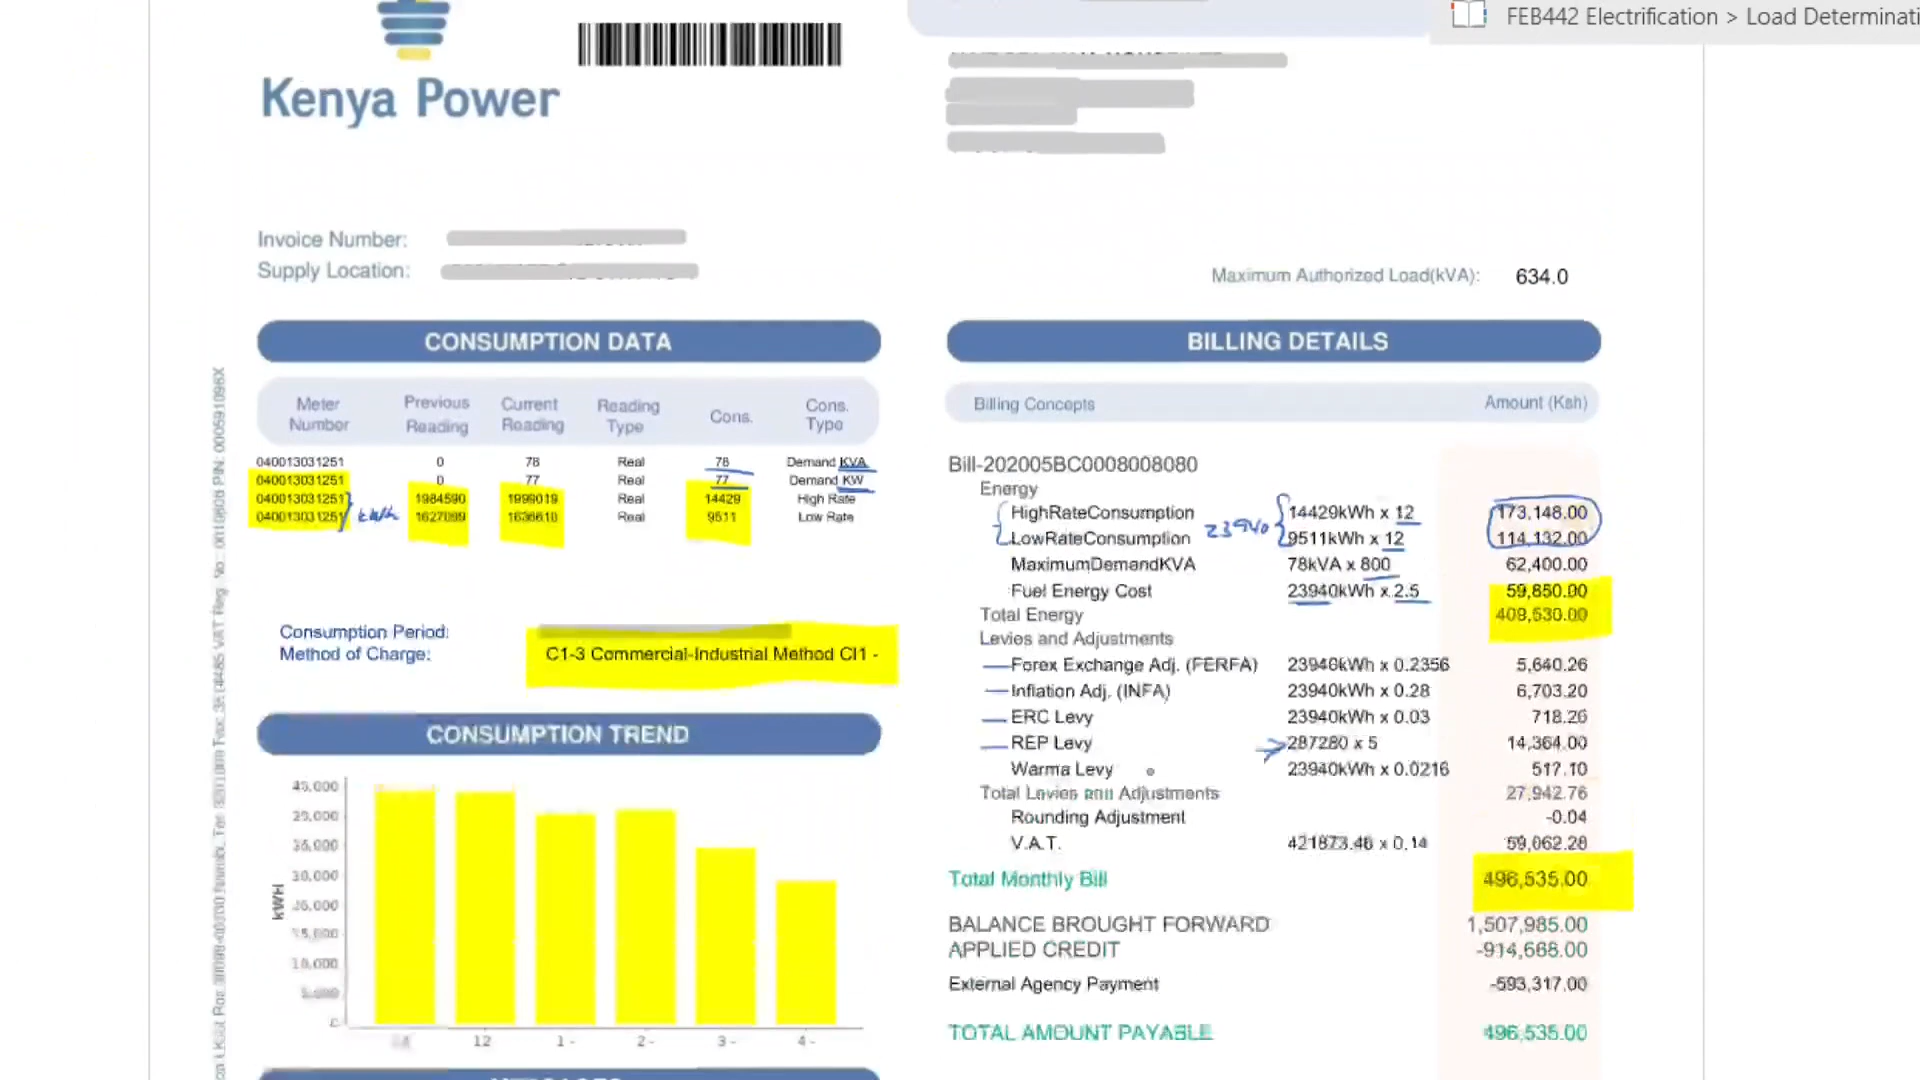 FEB442 Electrification > Load Determinati
Kenya Power
Invoice Number:
Supply Location:
Maximum Authorized Load(kVA): 634.0
CONSUMPTION DATA
Meter Number Previous Reading Current Reading Reading Type Cons. Cons. Type
040013031251 0 78 Real 78 Demand KVA
040013031251 0 77 Real 77 Demand KW
040013031251 1984590 1999019 Real 14429 High Rate
040013031251 1627099 1636610 Real 9511 Low Rate
kWh
Consumption Period:
Method of Charge: C1-3 Commercial-Industrial Method CI1 -
CONSUMPTION TREND
kWH
12 1 - 2 - 3 - 4 -
BILLING DETAILS
Billing Concepts Amount (Ksh)
Bill-202005BC0008008080
Energy
HighRateConsumption 14429kWh x 12 173,148.00
23940
LowRateConsumption 9511kWh x 12 114,132.00
MaximumDemandKVA 78kVA x 800 62,400.00
Fuel Energy Cost 23940kWh x 2.5 59,850.00
Total Energy 409,530.00
Levies and Adjustments
Forex Exchange Adj. (FERFA) 23940kWh x 0.2356 5,640.26
Inflation Adj. (INFA) 23940kWh x 0.28 6,703.20
ERC Levy 23940kWh x 0.03 718.20
REP Levy 287280 x 5 14,364.00
Warma Levy 23940kWh x 0.0216 517.10
Total Levies and Adjustments 27,942.76
Rounding Adjustment -0.04
V.A.T. 421873.46 x 0.14 59,062.28
Total Monthly Bill 496,535.00
BALANCE BROUGHT FORWARD 1,507,985.00
APPLIED CREDIT -914,668.00
External Agency Payment -593,317.00
TOTAL AMOUNT PAYABLE 496,535.00